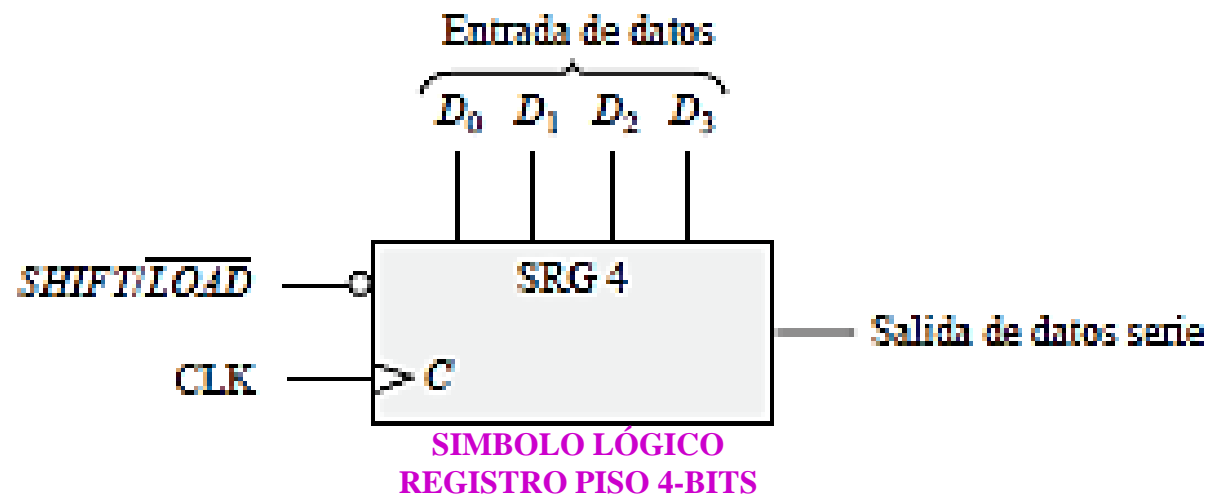 Entrada de datos
D₀ D₁ D₂ D₃
SHIFT/L̅O̅A̅D̅
SRG 4
CLK
C
Salida de datos serie
SIMBOLO LÓGICO
REGISTRO PISO 4-BITS